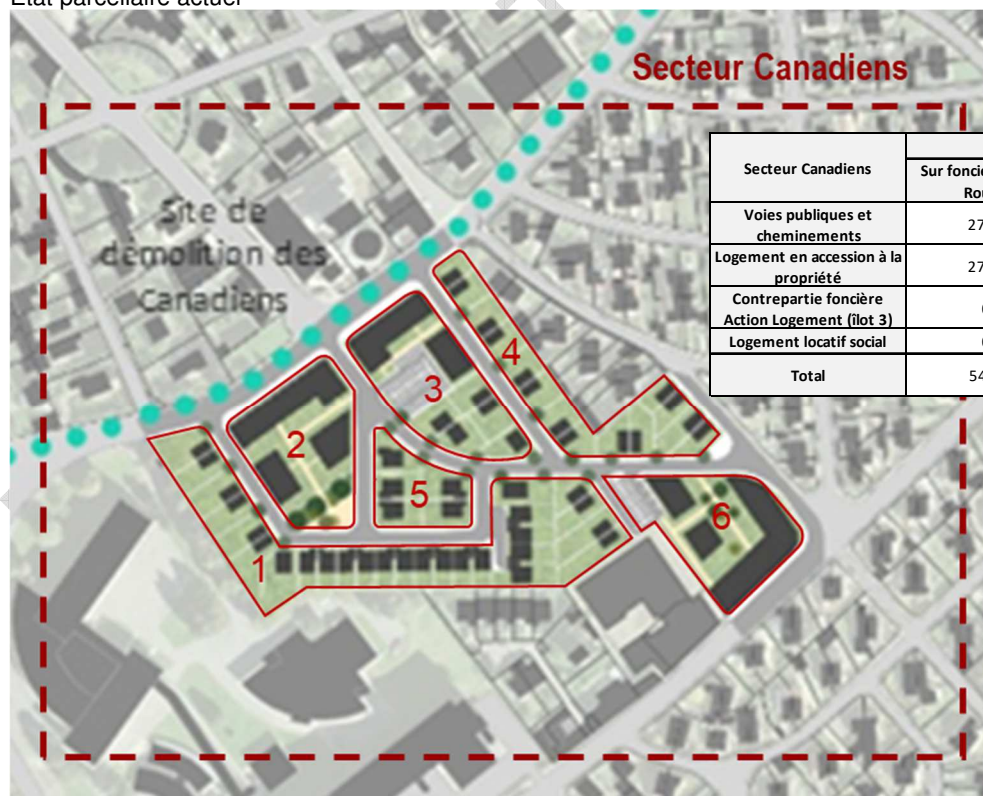 Etat parcellaire actuel
Secteur Canadiens
Site de
démolition des
Canadiens
Secteur Canadiens
Sur foncie
Rou
Voies publiques et
cheminements
27
Logement en accession à la
propriété
27
Contrepartie foncière
Action Logement (îlot 3)
Logement locatif social
Total
54
4
3
2
5
6
1